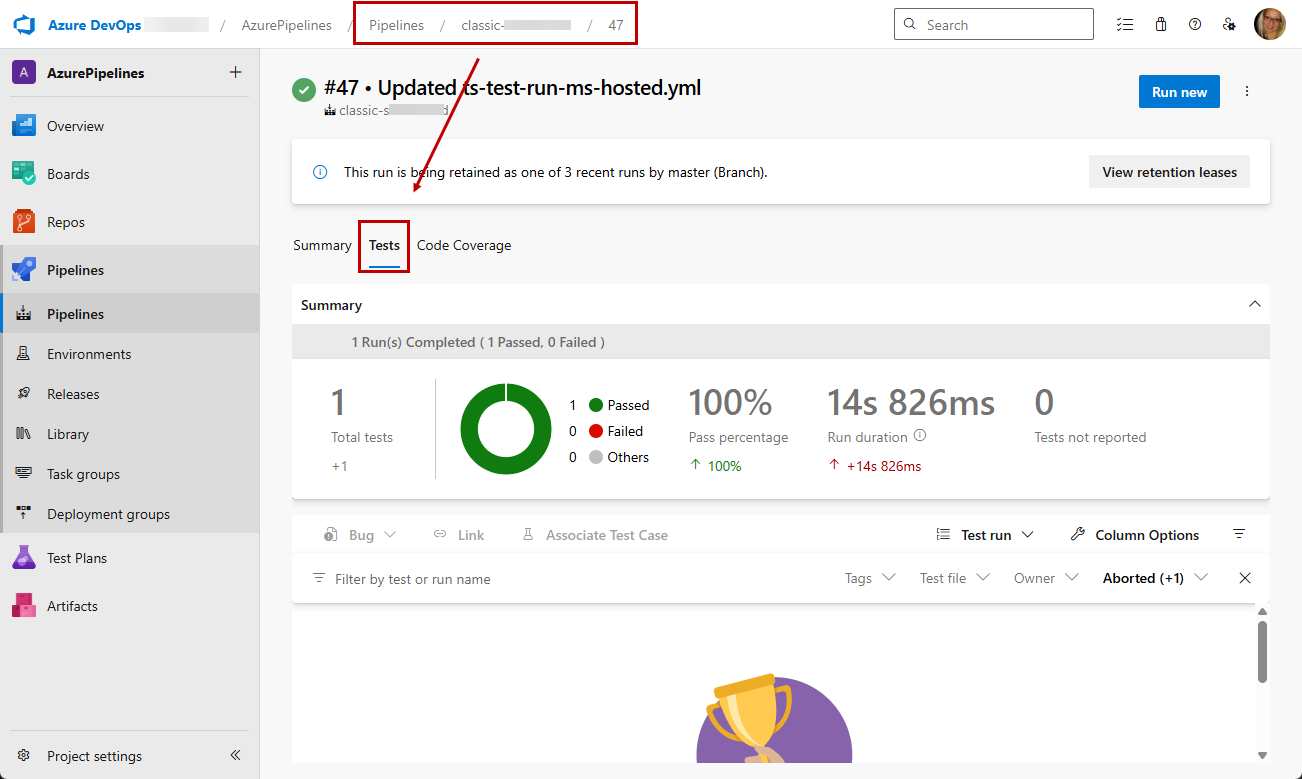 Azure DevOps / AzurePipelines / Pipelines / classic- / 47
Search
A AzurePipelines
#47 • Updated ts-test-run-ms-hosted.yml
classic-s
Run new
Overview
Boards
Repos
Pipelines
Pipelines
Environments
Releases
Library
Task groups
Deployment groups
Test Plans
Artifacts
Project settings
This run is being retained as one of 3 recent runs by master (Branch).
View retention leases
Summary Tests Code Coverage
Summary
1 Run(s) Completed ( 1 Passed, 0 Failed )
1
Total tests
+1
1 Passed
0 Failed
0 Others
100%
Pass percentage
100%
14s 826ms
Run duration
+14s 826ms
0
Tests not reported
Bug Link Associate Test Case Test run Column Options
Filter by test or run name Tags Test file Owner Aborted (+1)